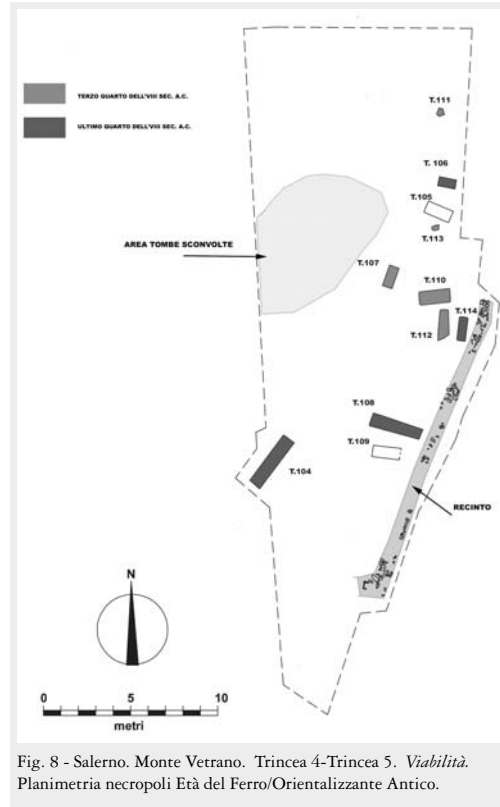 TERZO QUARTO DELL'VIII SEC. A.C.
ULTIMO QUARTO DELL'VIII SEC. A.C.
T.111
T. 106
T.105
T.113
AREA TOMBE SCONVOLTE
T.107
T.110
T.114
T.112
T.108
T.109
T.104
RECINTO
N
0 5 10
metri
Fig. 8 - Salerno. Monte Vetrano. Trincea 4-Trincea 5. Viabilità.
Planimetria necropoli Età del Ferro/Orientalizzante Antico.